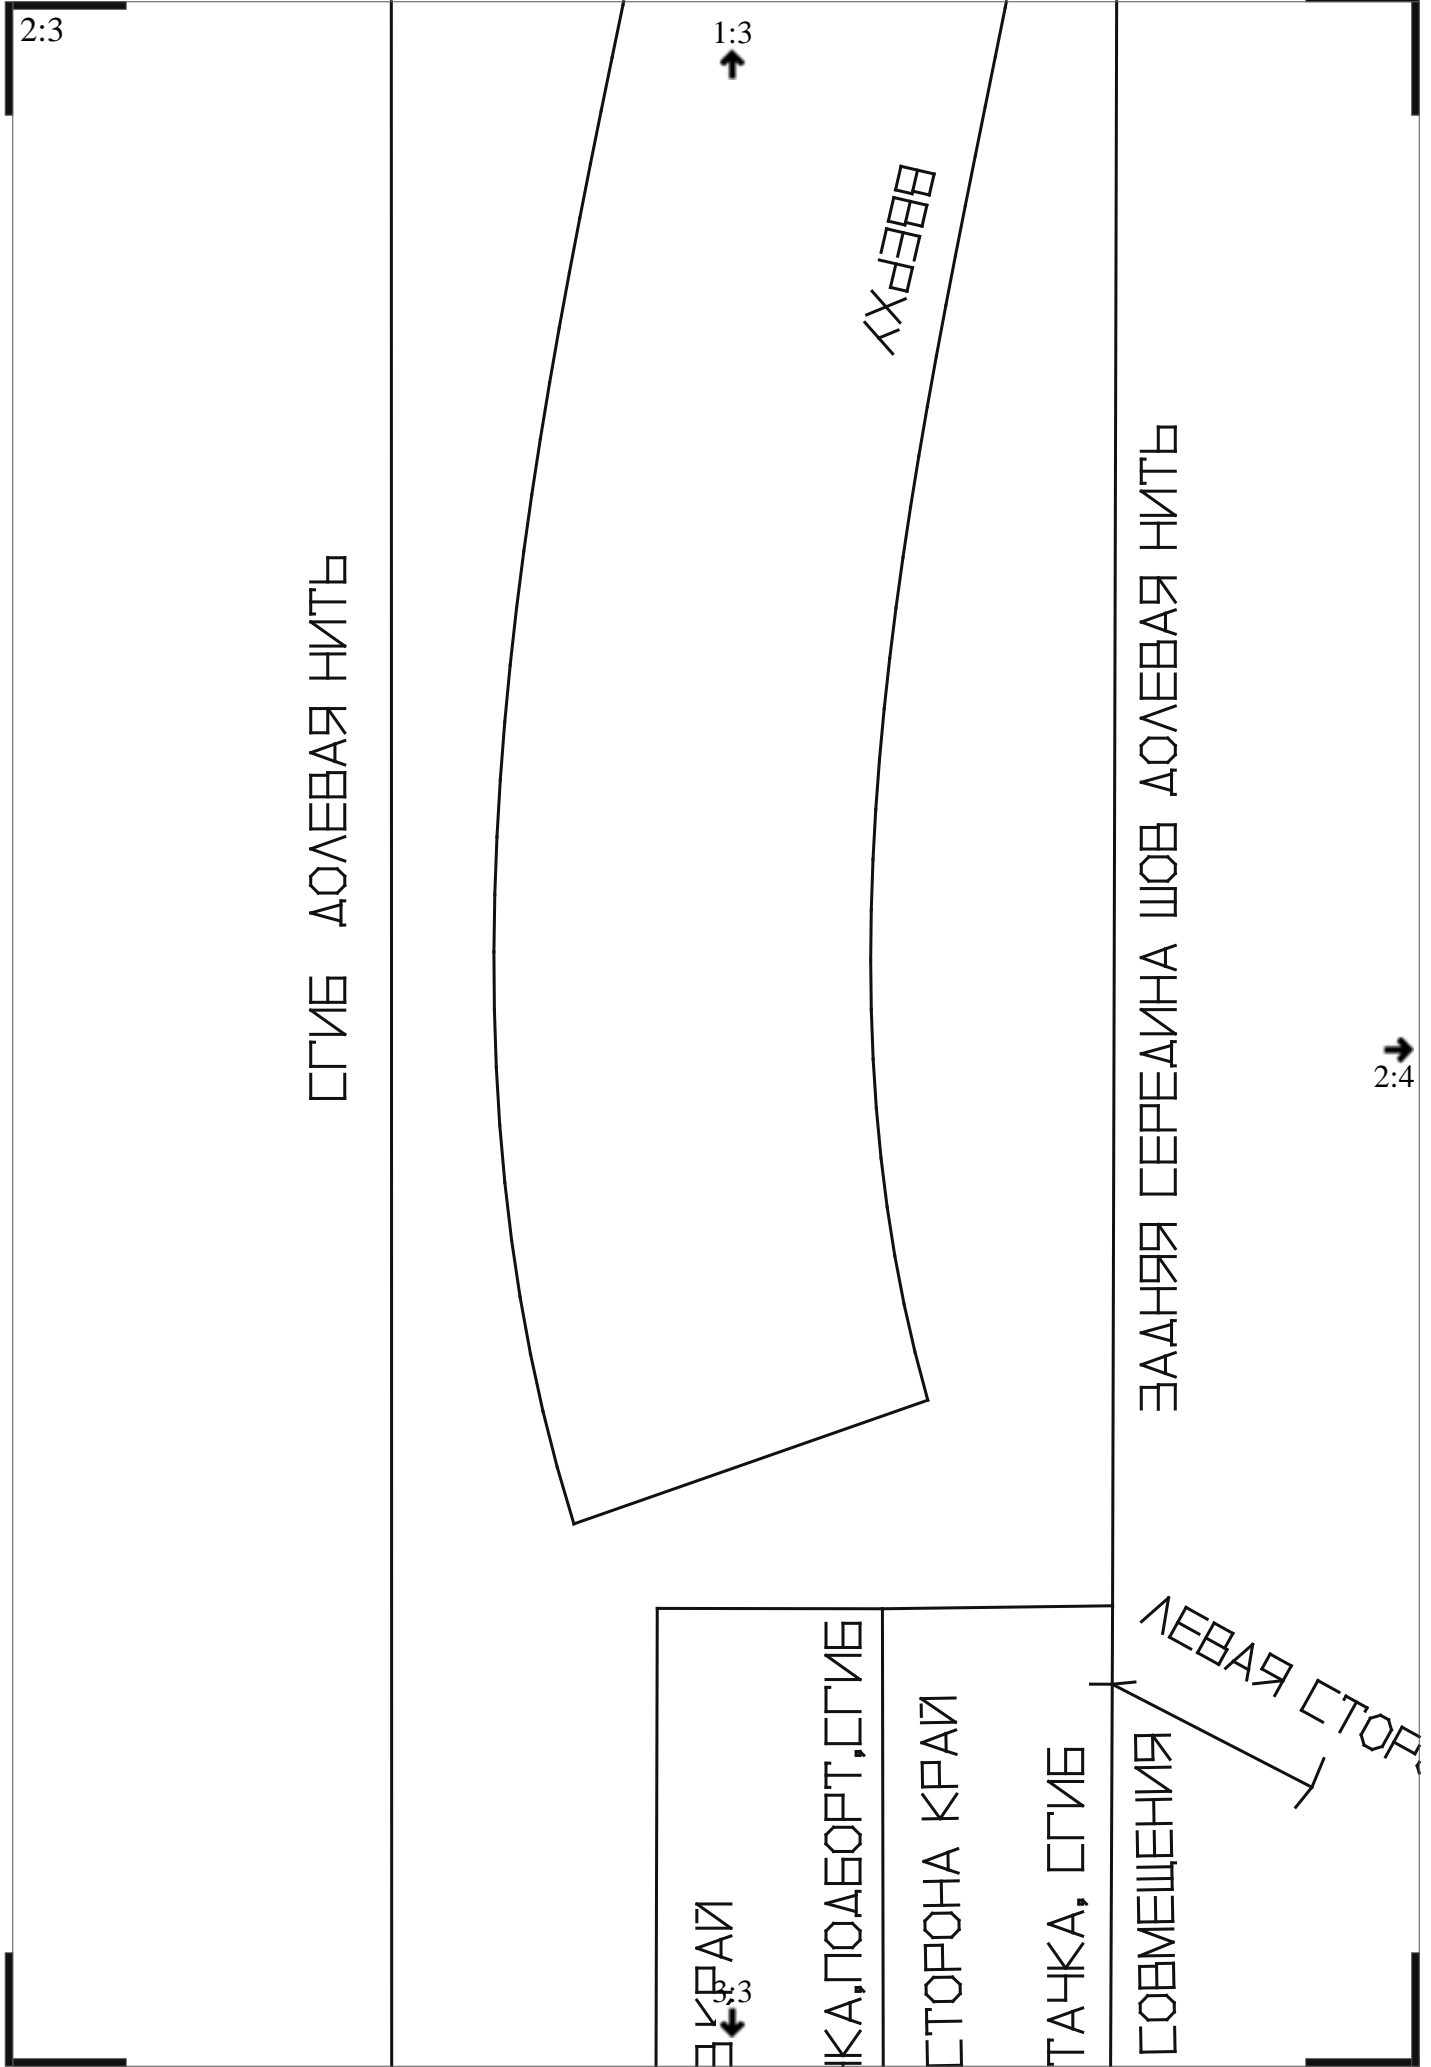 2:3
1:3
ВВЕРХУ
СГИБ ДОЛЕВАЯ НИТЬ
ЗАДНЯЯ СЕРЕДИНА ШОВ ДОЛЕВАЯ НИТЬ
2:4
ЛЕВАЯ СТОР
В КРАЙ
КА,ПОДБОРТ,СГИБ
СТОРОНА КРАЙ
ТАЧКА, СГИБ
СОВМЕЩЕНИЯ
3:3